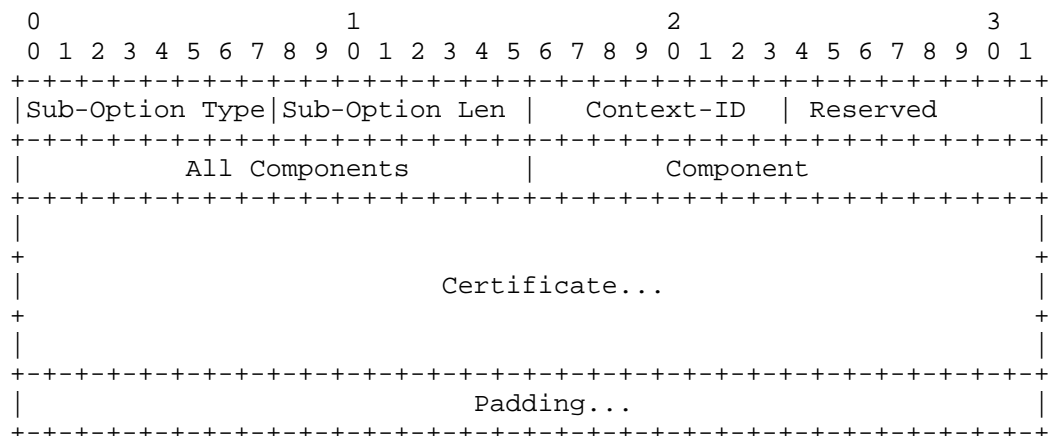 0                   1                   2                   3
 0 1 2 3 4 5 6 7 8 9 0 1 2 3 4 5 6 7 8 9 0 1 2 3 4 5 6 7 8 9 0 1
+-+-+-+-+-+-+-+-+-+-+-+-+-+-+-+-+-+-+-+-+-+-+-+-+-+-+-+-+-+-+-+-+
|Sub-Option Type|Sub-Option Len |   Context-ID  | Reserved      |
+-+-+-+-+-+-+-+-+-+-+-+-+-+-+-+-+-+-+-+-+-+-+-+-+-+-+-+-+-+-+-+-+
|          All Components       |        Component              |
+-+-+-+-+-+-+-+-+-+-+-+-+-+-+-+-+-+-+-+-+-+-+-+-+-+-+-+-+-+-+-+-+
|                                                               |
+                                                               +
|                          Certificate...                       |
+                                                               +
|                                                               |
+-+-+-+-+-+-+-+-+-+-+-+-+-+-+-+-+-+-+-+-+-+-+-+-+-+-+-+-+-+-+-+-+
|                            Padding...                         |
+-+-+-+-+-+-+-+-+-+-+-+-+-+-+-+-+-+-+-+-+-+-+-+-+-+-+-+-+-+-+-+-+